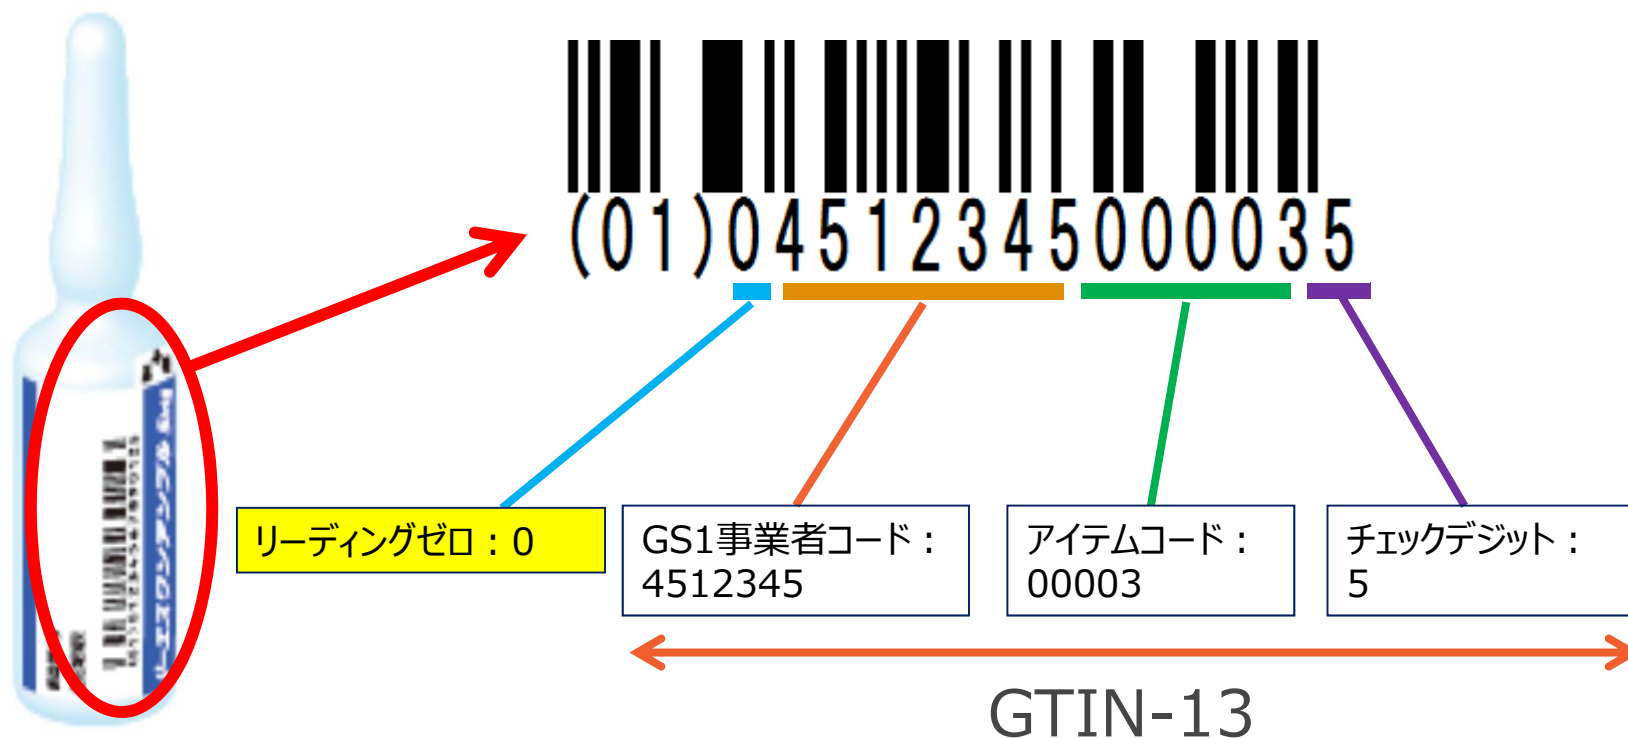 (01)04512345000035
リーディングゼロ：0
GS1事業者コード：
4512345
アイテムコード：
00003
チェックデジット：
5
GTIN-13